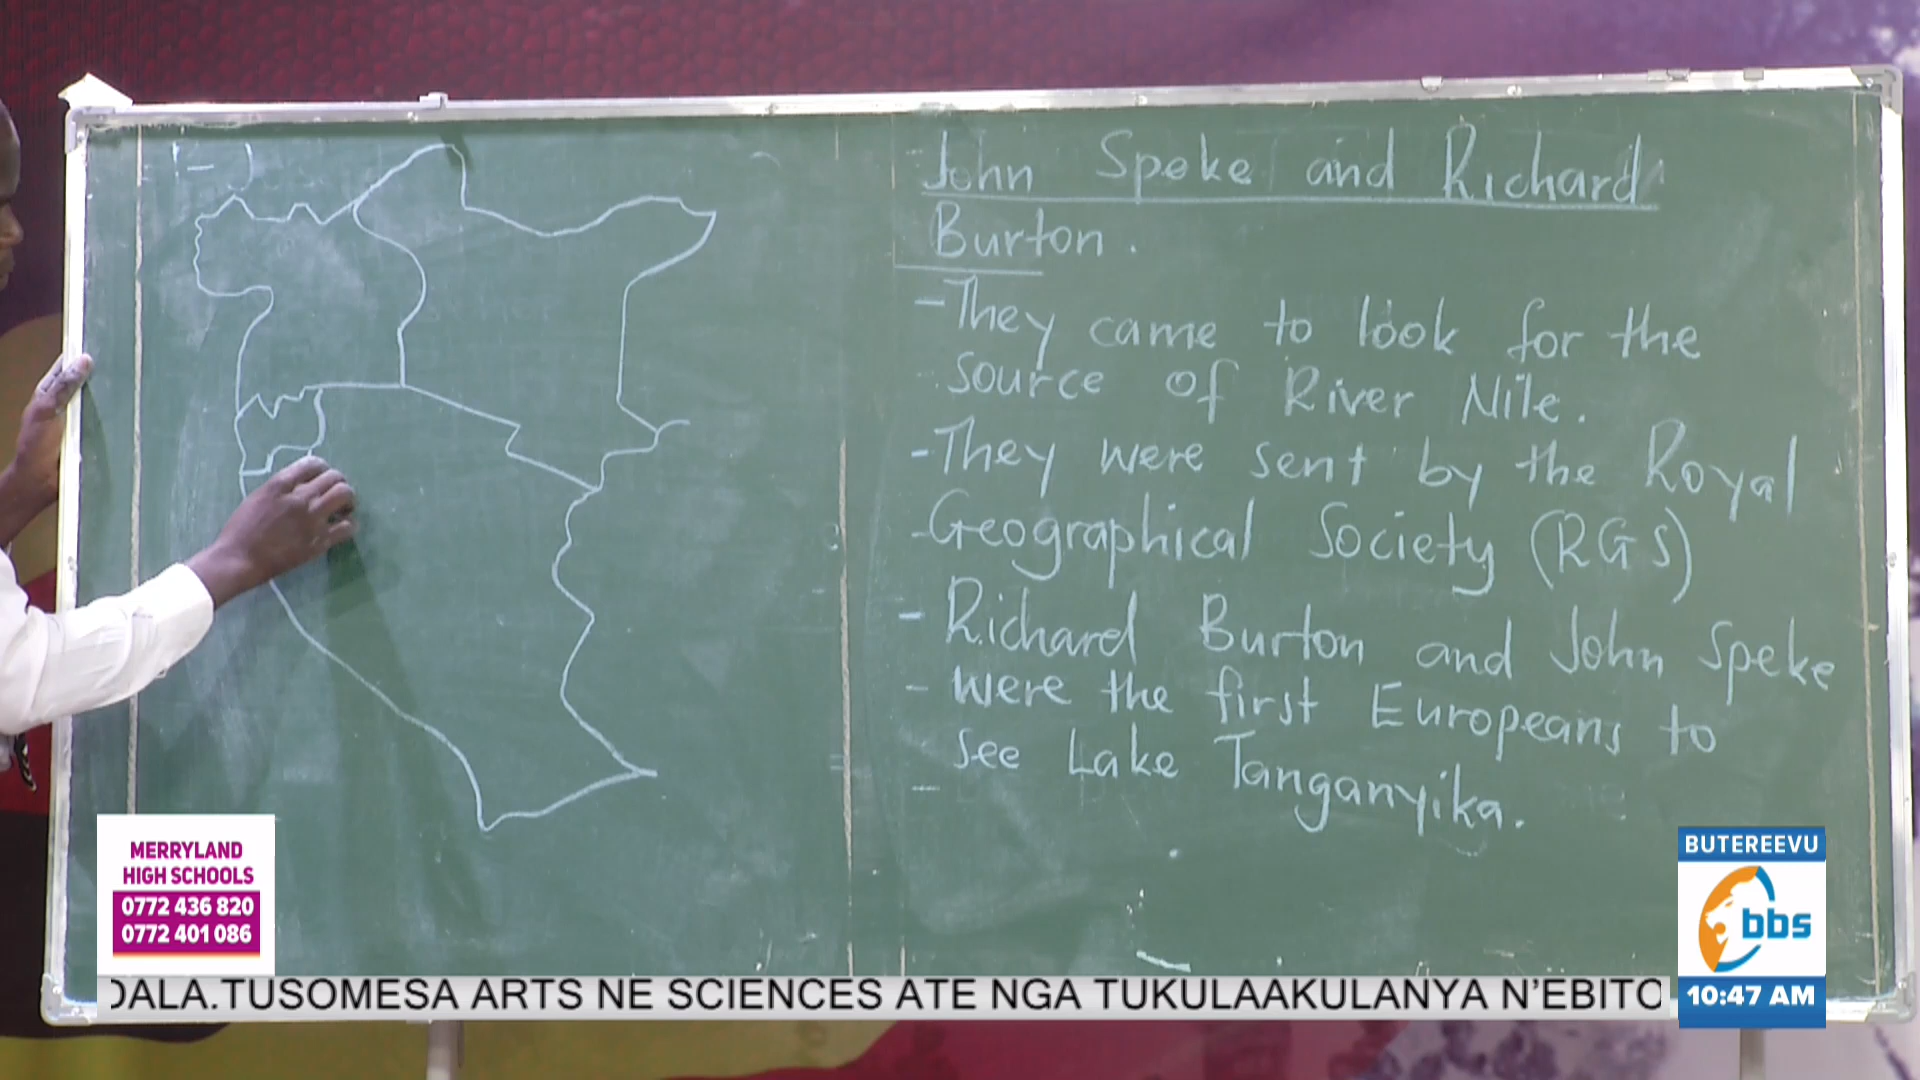 John Speke and Richard
Burton.
- They came to look for the
source of River Nile.
- They were sent by the Royal
- Geographical Society (RGS)
- Richard Burton and John Speke
- were the first Europeans to
see Lake Tanganyika.
-
MERRYLAND
HIGH SCHOOLS
0772 436 820
0772 401 086
BUTEREEVU
bbs
10:47 AM
DALA.TUSOMESA ARTS NE SCIENCES ATE NGA TUKULAAKULANYA N'EBITO